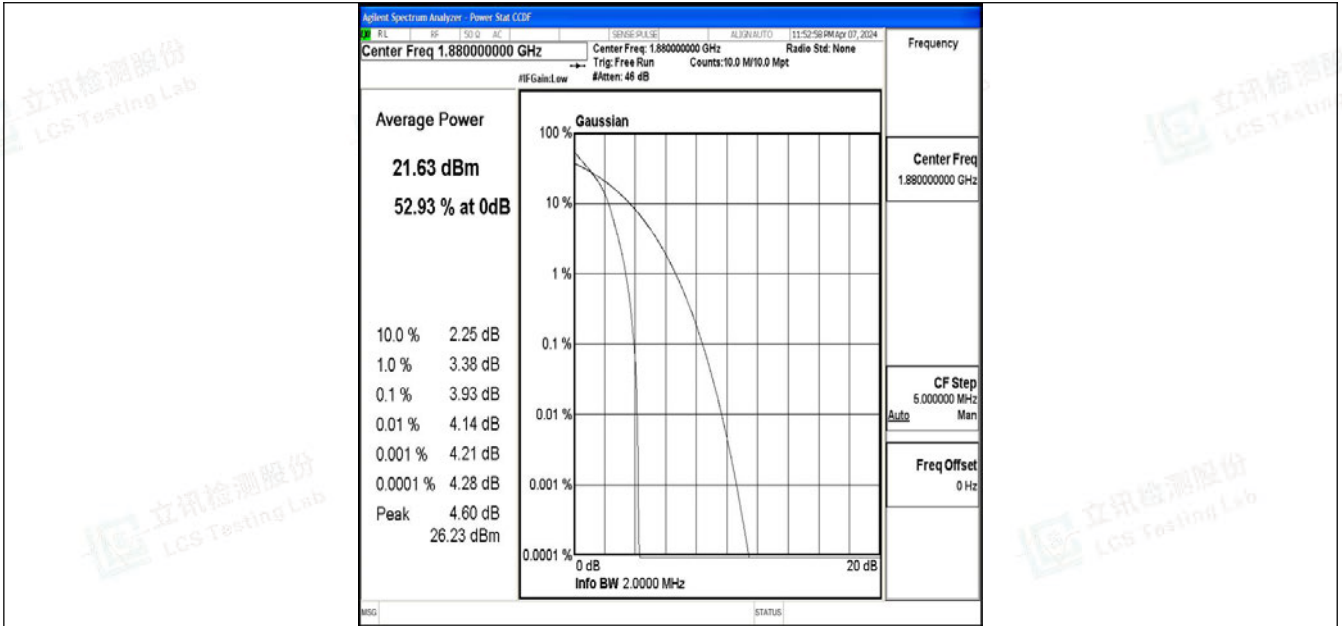 Agilent Spectrum Analyzer - Power Stat CCDF
RL RF 50 Ω AC SENSE:PULSE ALIGN AUTO 11:52:58 PM Apr 07, 2024
Center Freq 1.880000000 GHz
Center Freq: 1.880000000 GHz Radio Std: None
Trig: Free Run Counts:10.0 M/10.0 Mpt
#IFGain:Low #Atten: 46 dB
Frequency
Average Power
21.63 dBm
52.93 % at 0dB
10.0 % 2.25 dB
1.0 % 3.38 dB
0.1 % 3.93 dB
0.01 % 4.14 dB
0.001 % 4.21 dB
0.0001 % 4.28 dB
Peak 4.60 dB
26.23 dBm
Gaussian
100 %
10 %
1 %
0.1 %
0.01 %
0.001 %
0.0001 %
0 dB 20 dB
Info BW 2.0000 MHz
Center Freq
1.880000000 GHz
CF Step
5.000000 MHz
Auto Man
Freq Offset
0 Hz
MSG STATUS
立讯检测股份
LCS Testing Lab
立讯检测股
LCS Testin
立讯检测股份
LCS Testing Lab
立讯检测股份
LCS Testing Lab